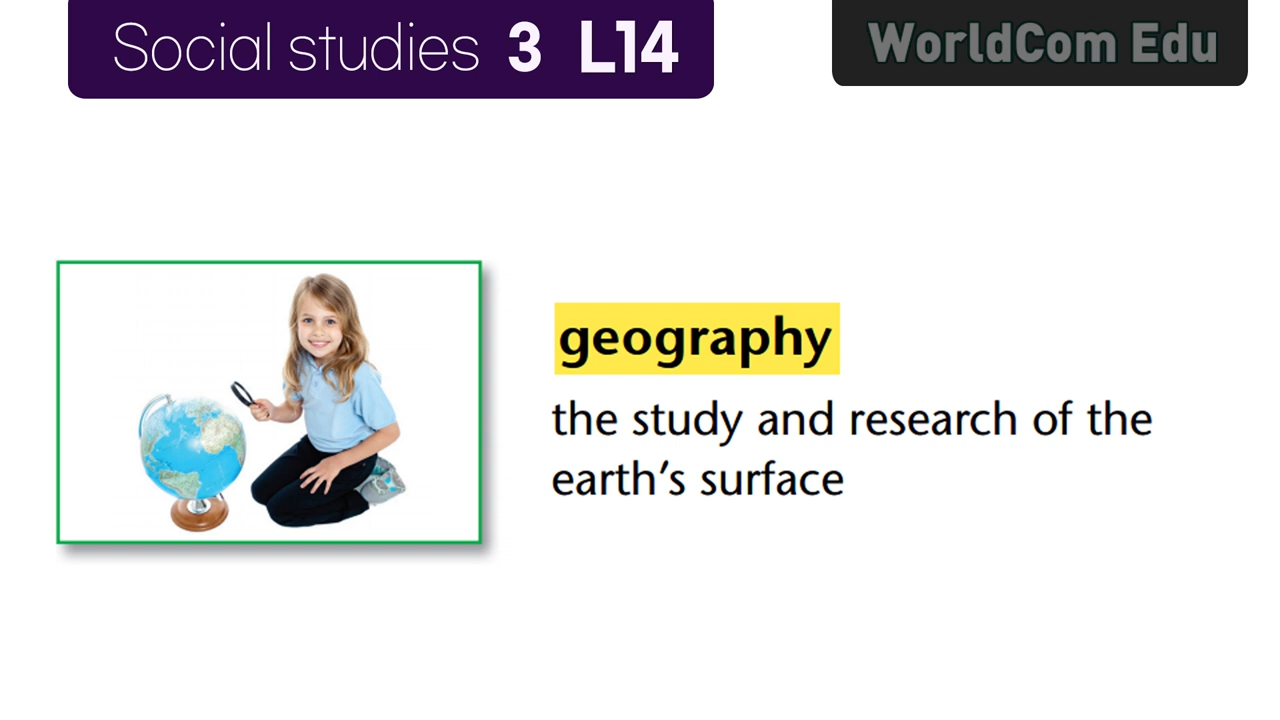 Social studies 3 L14
WorldCom Edu
geography
the study and research of the
earth's surface